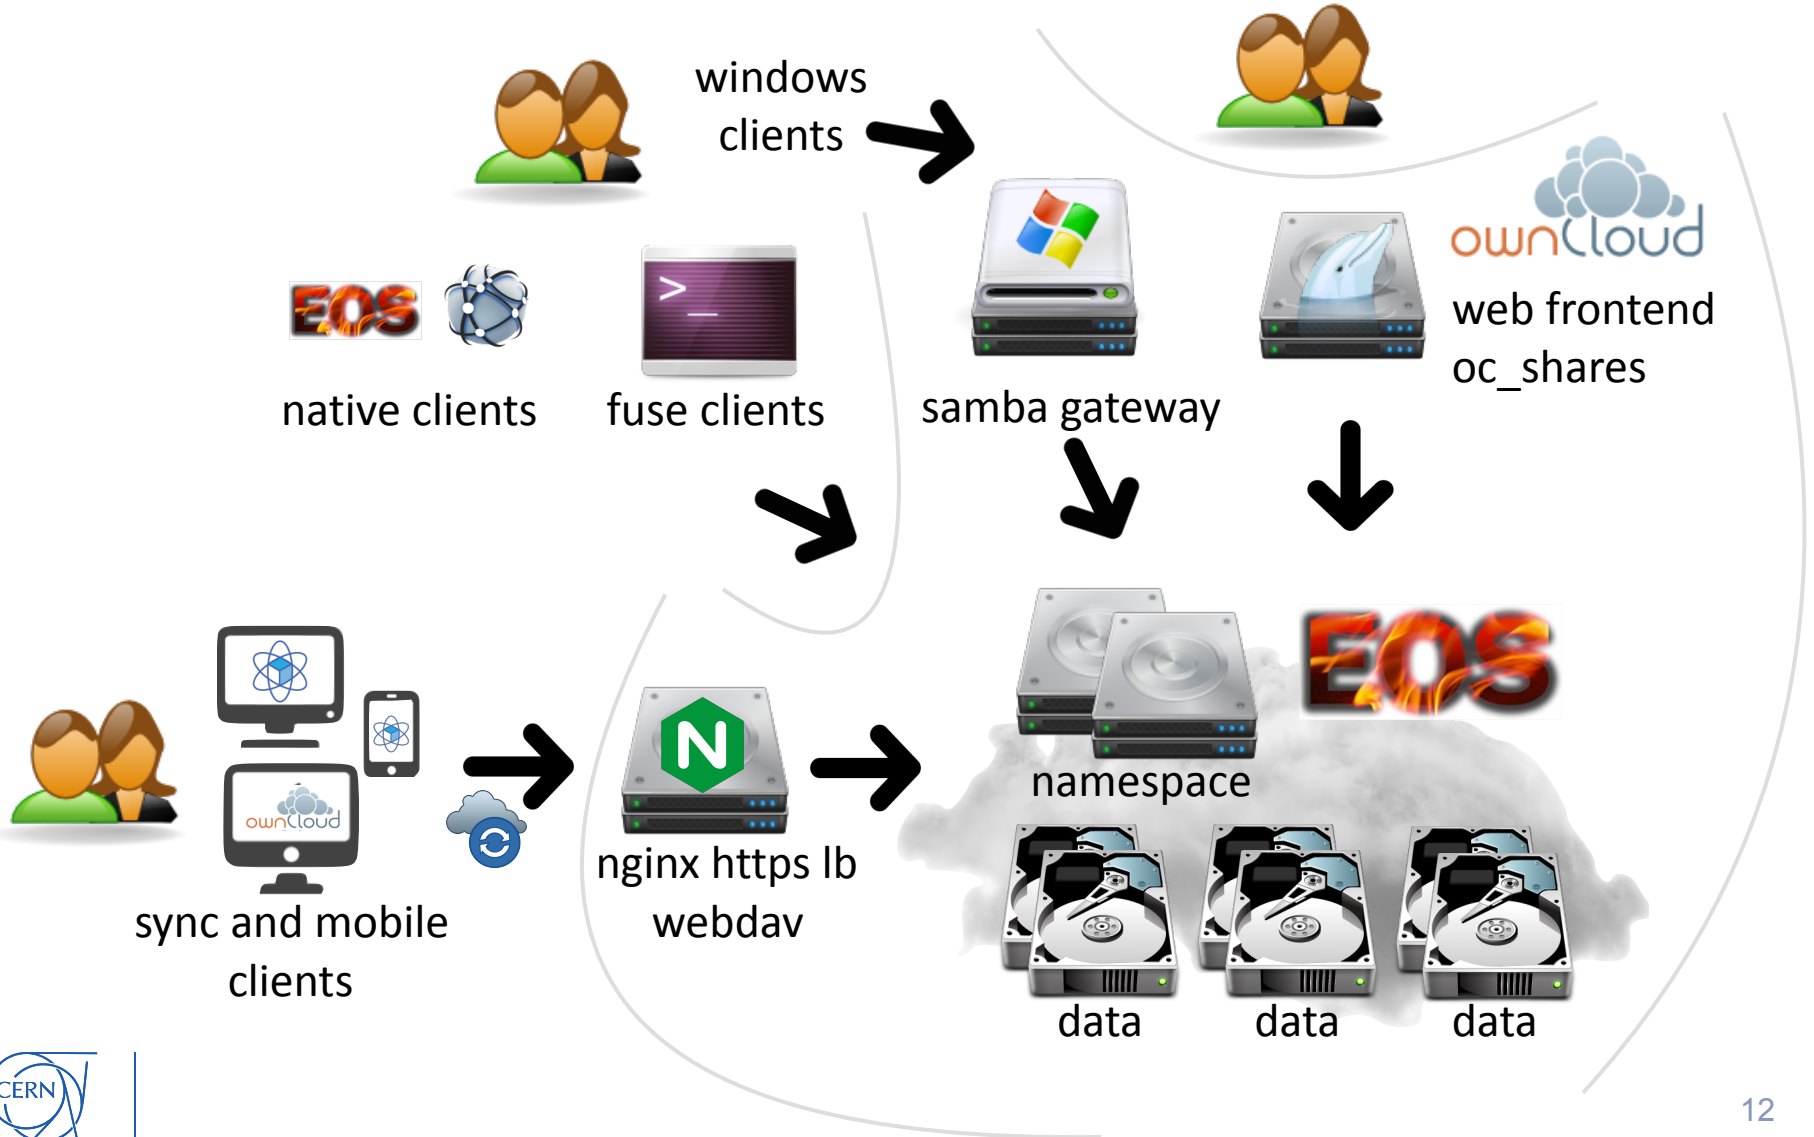 windows
clients
ownCloud
web frontend
oc_shares
EOS
>_
native clients
fuse clients
samba gateway
EOS
N
namespace
ownCloud
nginx https lb
webdav
sync and mobile
clients
data
data
data
CERN
12